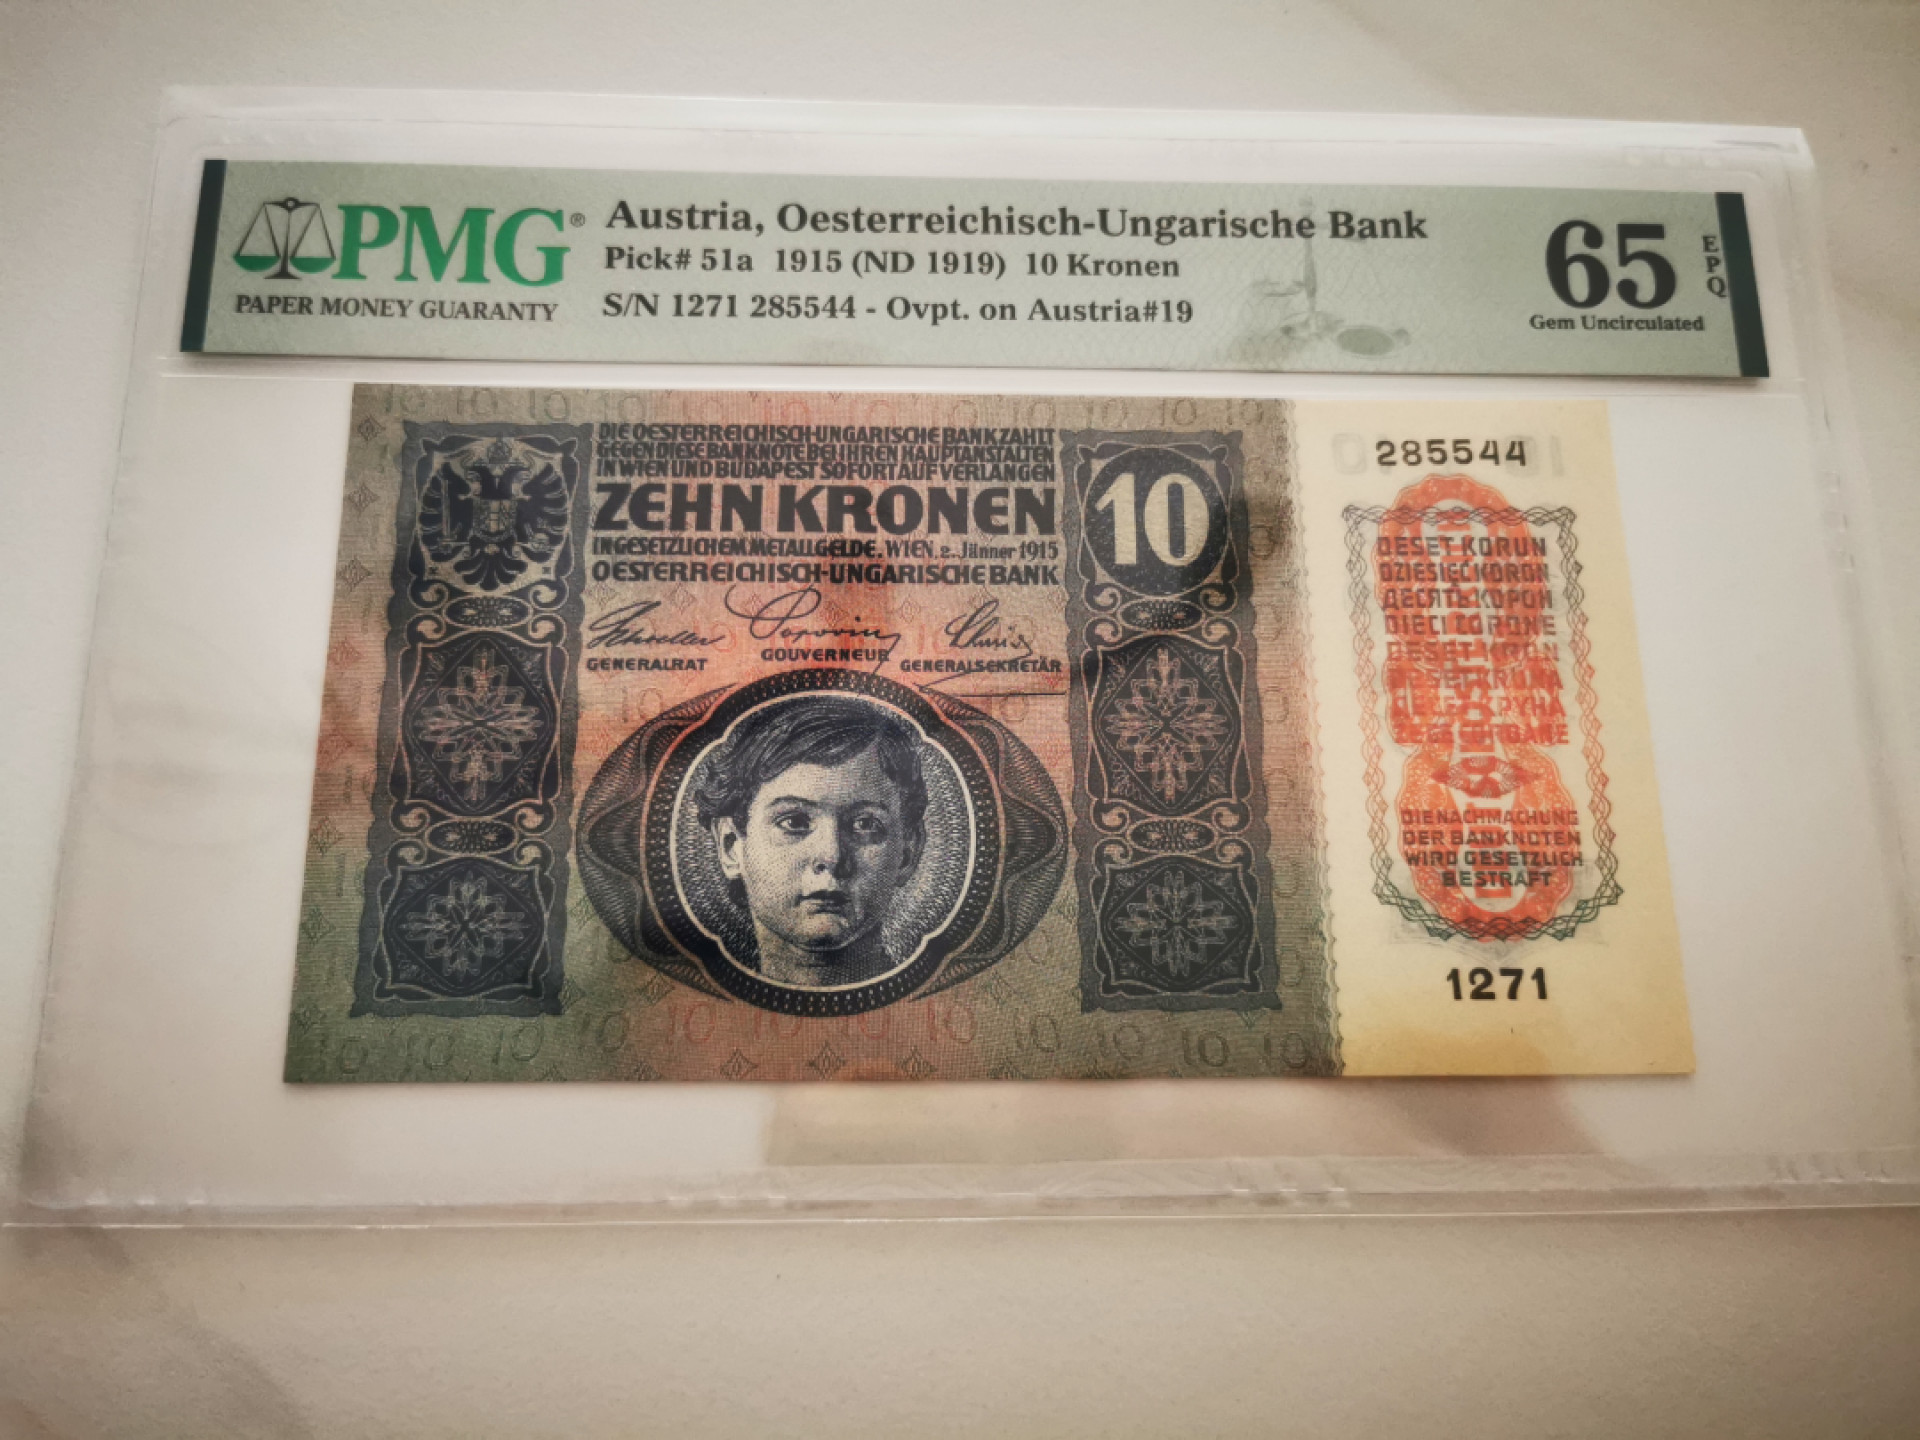 PMG®
PAPER MONEY GUARANTY
Austria, Oesterreichisch-Ungarische Bank
Pick# 51a 1915 (ND 1919) 10 Kronen
S/N 1271 285544 - Ovpt. on Austria#19
65
EPQ
Gem Uncirculated
DIE OESTERREICHISCH-UNGARISCHE BANK ZAHLT
GEGEN DIESE BANKNOTE BEI IHREN HAUPTANSTALTEN
IN WIEN UND BUDAPEST SOFORT AUF VERLANGEN
ZEHN KRONEN
IN GESETZLICHEM METALLGELDE. WIEN, 2. Jänner 1915
OESTERREICHISCH-UNGARISCHE BANK
GENERALRAT
GOUVERNEUR
GENERALSEKRETÄR
10
285544
DESET KORUN
DZIESIĘĆ KORON
ДЕСЯТЬ КОРОН
DIECI CORONE
DESET KRON
DIE NACHMACHUNG
DER BANKNOTEN
WIRD GESETZLICH
BESTRAFT
1271